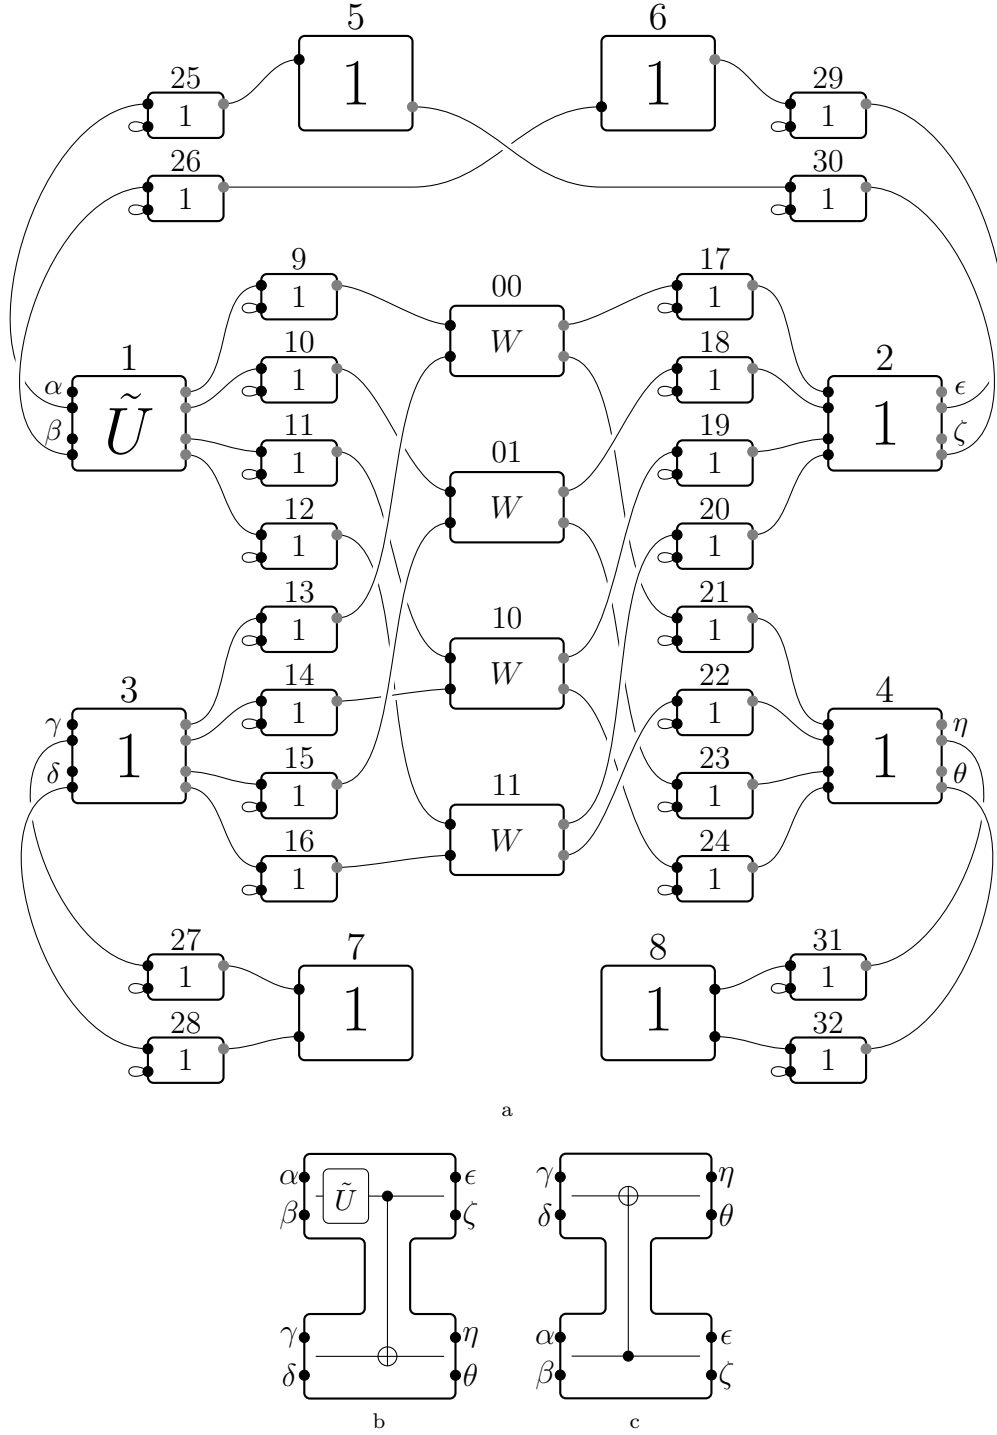 5 6
1 1
25 29
1 1
26 30
1 1
9 00 17
1 W 1
1 10 18 2
α Ũ 1 1 1 ϵ
β 11 01 19 ζ
1 W 1
12 20
1 1
13 10 21
1 W 1
3 14 22 4
γ 1 1 1 1 η
δ 15 11 23 θ
1 W 1
16 24
1 1
27 7 8 31
1 1 1 1
28 32
1 1
a
α Ũ ϵ γ η
β ζ δ θ
γ η α ϵ
δ θ β ζ
b c